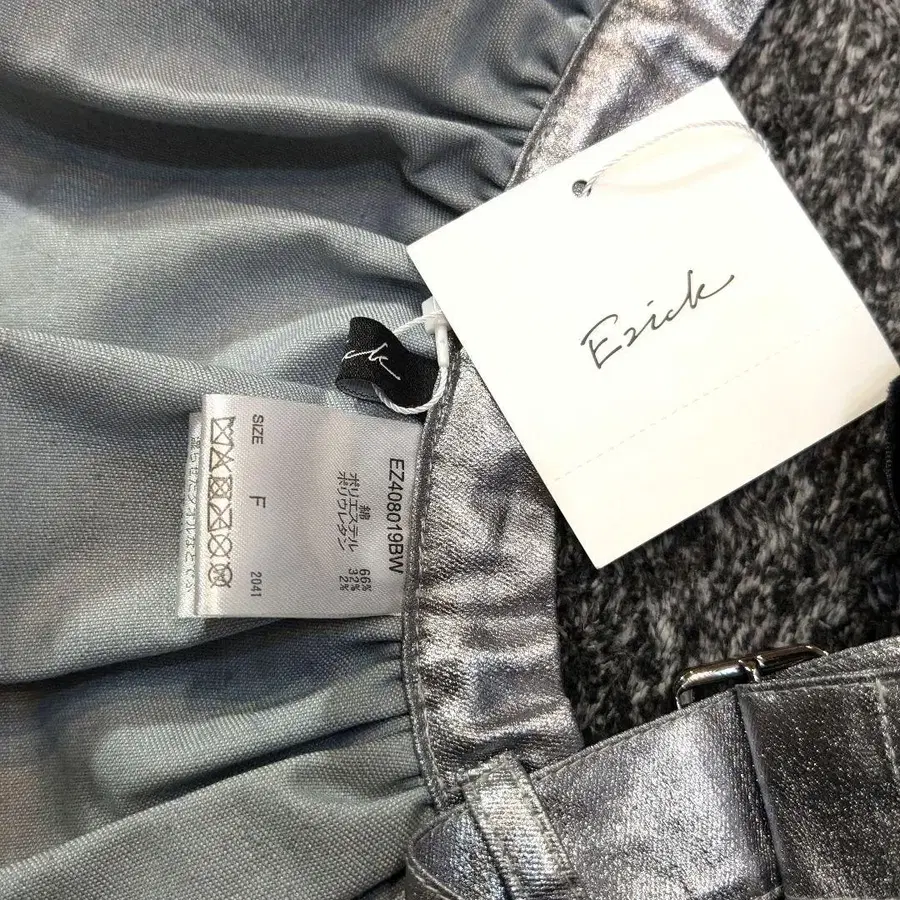 Ezick
ck
EZ408019BW
綿 66%
ポリエステル 32%
ポリウレタン 2%
SIZE F 2041